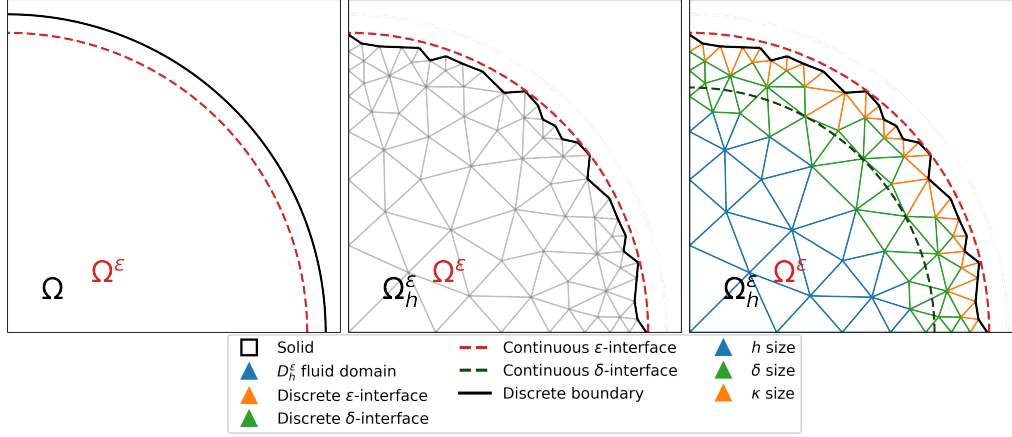 Ω
Ω^ε
Ω_h^ε
Ω^ε
Ω_h^ε
Ω^ε
Solid
D_h^ε fluid domain
Discrete ε-interface
Discrete δ-interface
Continuous ε-interface
Continuous δ-interface
Discrete boundary
h size
δ size
κ size